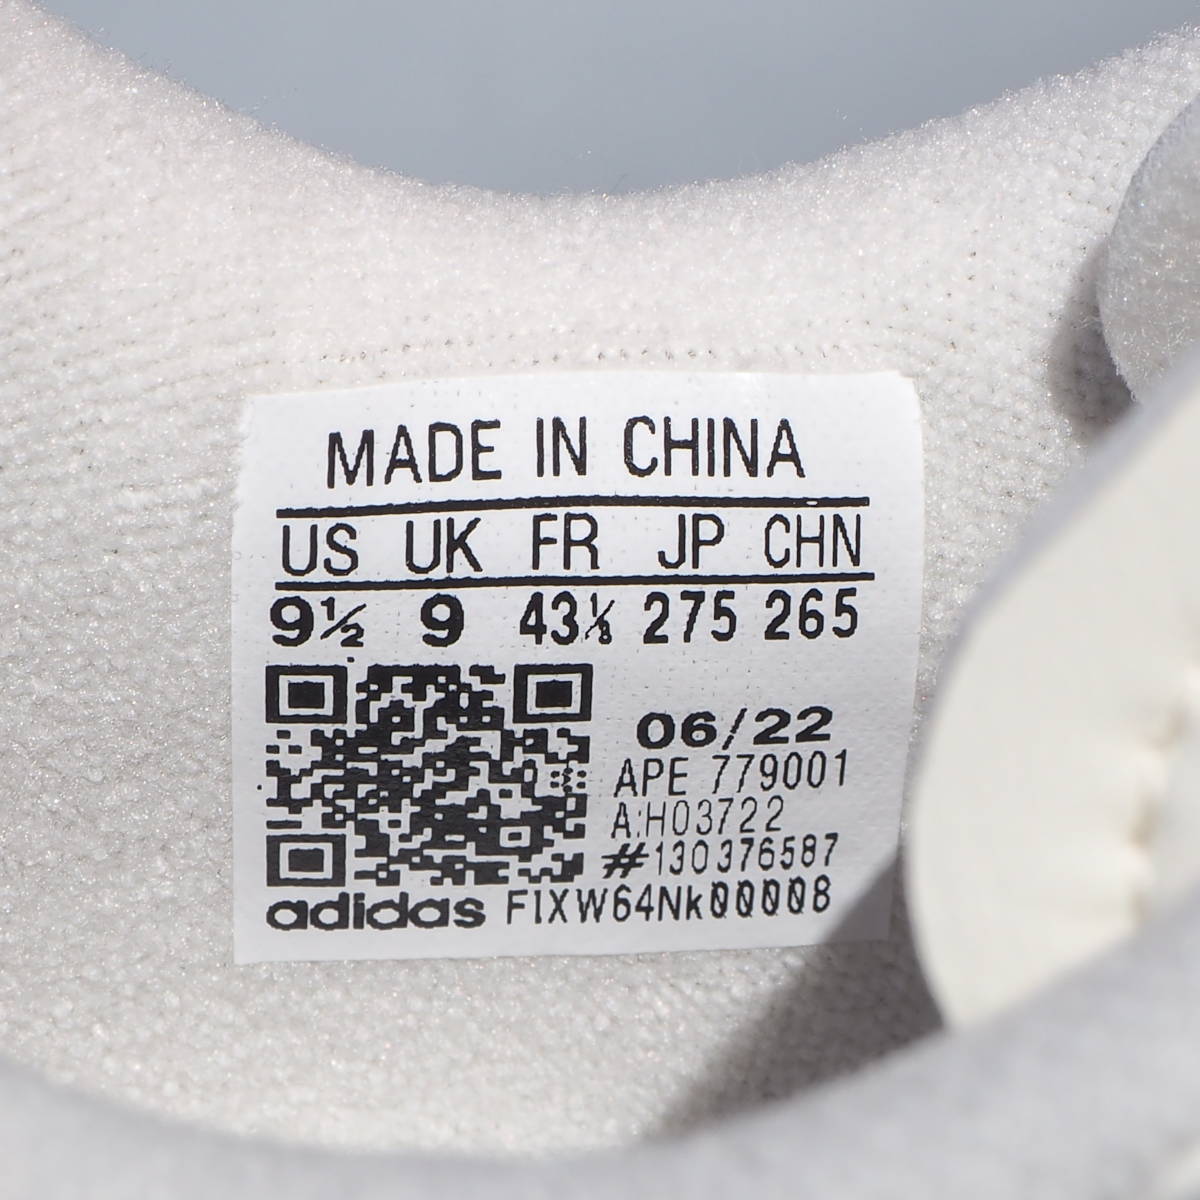 MADE IN CHINA
US UK FR JP CHN
9½ 9 43⅓ 275 265
06/22
APE 779001
A:H03722
#130376587
adidas F1XW64Nk00008